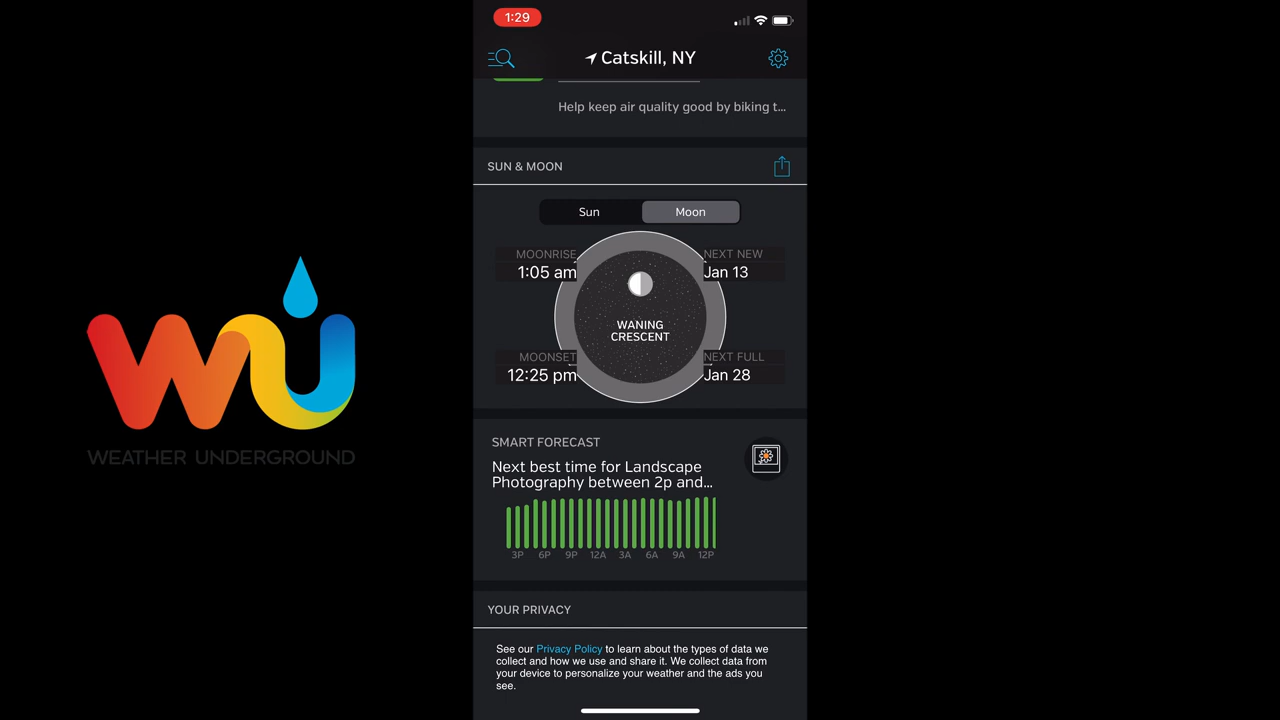 1:29
Catskill, NY
Help keep air quality good by biking t...
SUN & MOON
Sun
Moon
MOONRISE
1:05 am
NEXT NEW
Jan 13
WANING
CRESCENT
MOONSET
12:25 pm
NEXT FULL
Jan 28
WEATHER UNDERGROUND
SMART FORECAST
Next best time for Landscape
Photography between 2p and...
3P 6P 9P 12A 3A 6A 9A 12P
YOUR PRIVACY
See our Privacy Policy to learn about the types of data we
collect and how we use and share it. We collect data from
your device to personalize your weather and the ads you
see.